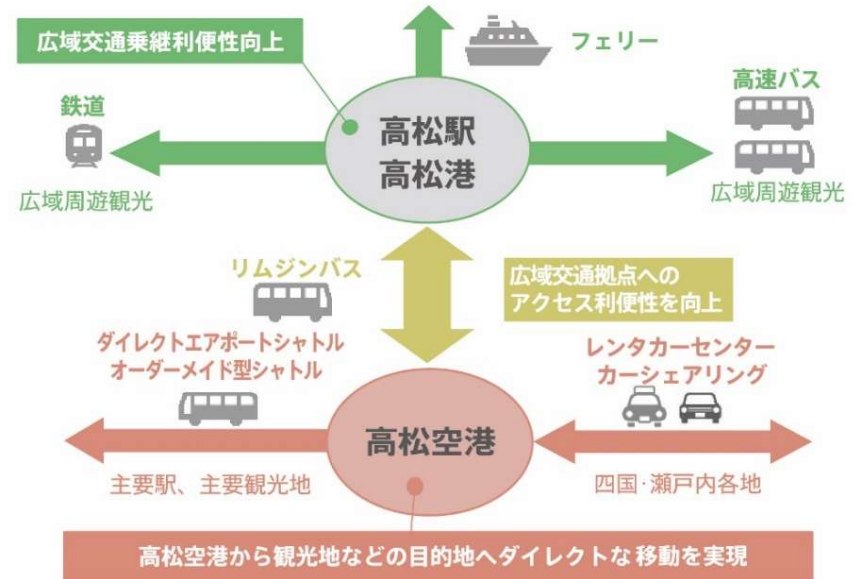 広域交通乗継利便性向上
フェリー
鉄道
高速バス
高松駅
高松港
広域周遊観光
広域周遊観光
リムジンバス
広域交通拠点への
アクセス利便性を向上
ダイレクトエアポートシャトル
オーダーメイド型シャトル
レンタカーセンター
カーシェアリング
高松空港
主要駅、主要観光地
四国･瀬戸内各地
高松空港から観光地などの目的地へダイレクトな移動を実現